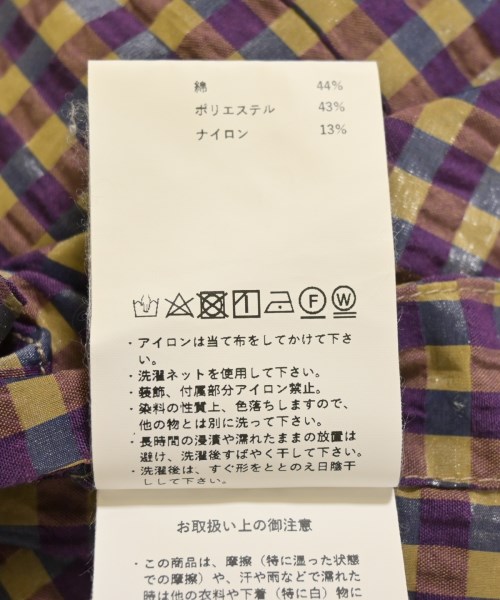 綿 44%
ポリエステル 43%
ナイロン 13%
F W
・アイロンは当て布をしてかけて下さ
い。
・洗濯ネットを使用して下さい。
・装飾、付属部分アイロン禁止。
・染料の性質上、色落ちしますので、
他の物とは別に洗って下さい。
・長時間の浸漬や濡れたままの放置は
避け、洗濯後すばやく干して下さい。
・洗濯後は、すぐ形をととのえ日陰干
しして下さい。
お取扱い上の御注意
・この商品は、摩擦（特に湿った状態
での摩擦）や、汗や雨などで濡れた
時は他の衣料や下着（特に白）物に